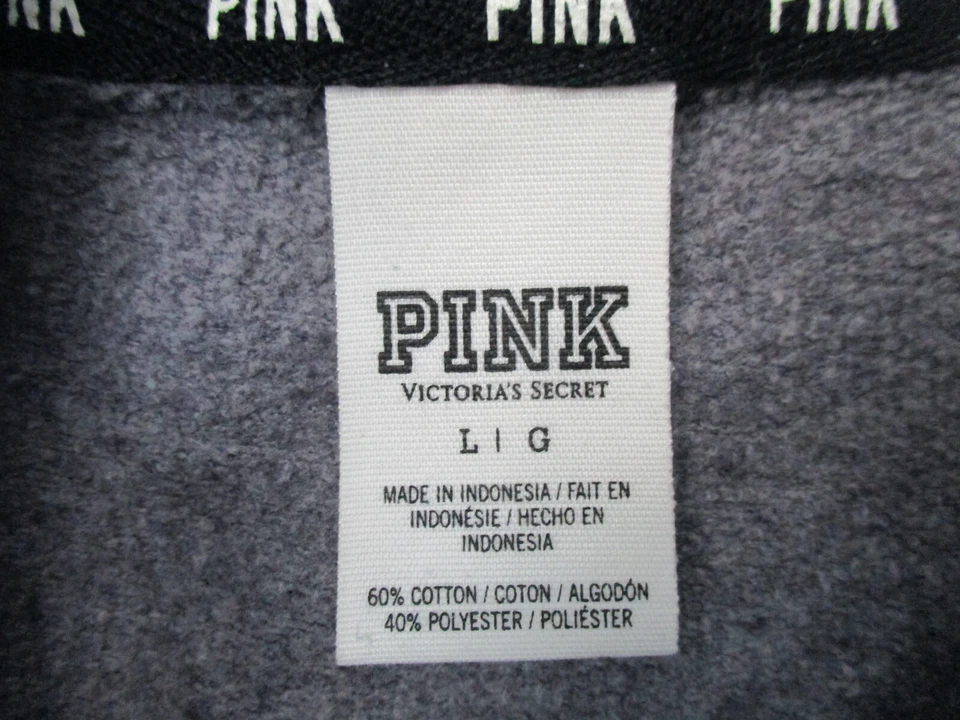 PINK PINK PINK PINK
PINK
VICTORIA'S SECRET
L | G
MADE IN INDONESIA / FAIT EN
INDONÉSIE / HECHO EN
INDONESIA
60% COTTON / COTON / ALGODÓN
40% POLYESTER / POLIÉSTER